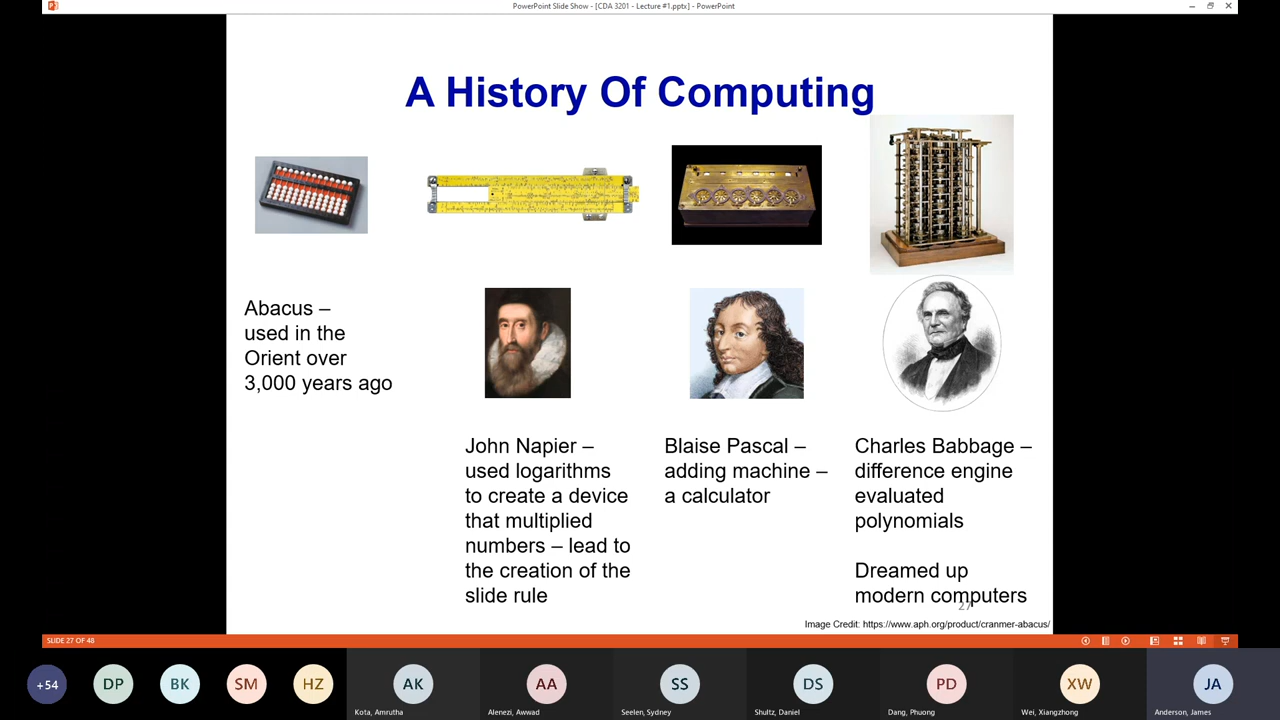 PowerPoint Slide Show - [CDA 3201 - Lecture #1.pptx] - PowerPoint
A History Of Computing
Abacus –
used in the
Orient over
3,000 years ago
John Napier –
used logarithms
to create a device
that multiplied
numbers – lead to
the creation of the
slide rule
Blaise Pascal –
adding machine –
a calculator
Charles Babbage –
difference engine
evaluated
polynomials
Dreamed up
modern computers
27
Image Credit: https://www.aph.org/product/cranmer-abacus/
SLIDE 27 OF 48
+54
DP
BK
SM
HZ
AK
Kota, Amrutha
AA
Alenezi, Awwad
SS
Seelen, Sydney
DS
Shultz, Daniel
PD
Dang, Phuong
XW
Wei, Xiangzhong
JA
Anderson, James